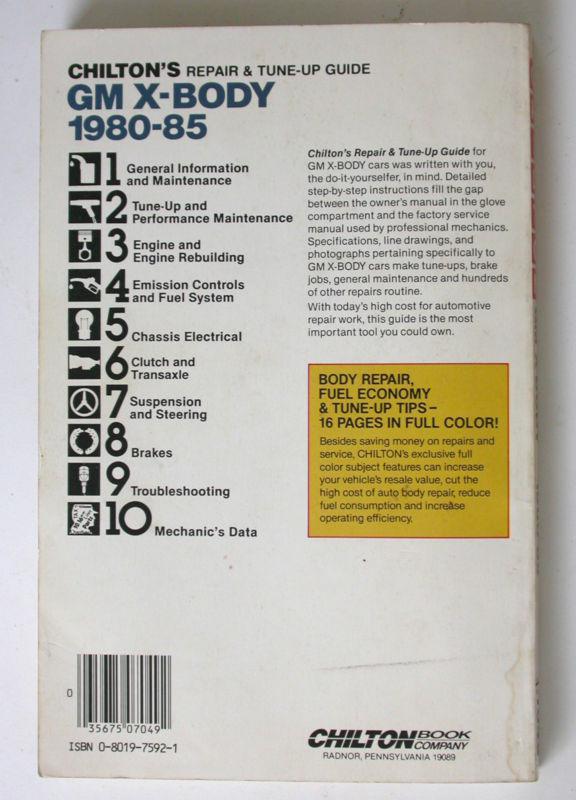 CHILTON'S REPAIR & TUNE-UP GUIDE
GM X-BODY
1980-85
1 General Information
and Maintenance
2 Tune-Up and
Performance Maintenance
3 Engine and
Engine Rebuilding
4 Emission Controls
and Fuel System
5 Chassis Electrical
6 Clutch and
Transaxle
7 Suspension
and Steering
8 Brakes
9 Troubleshooting
10 Mechanic's Data
Chilton's Repair & Tune-Up Guide for
GM X-BODY cars was written with you,
the do-it-yourselfer, in mind. Detailed
step-by-step instructions fill the gap
between the owner's manual in the glove
compartment and the factory service
manual used by professional mechanics.
Specifications, line drawings, and
photographs pertaining specifically to
GM X-BODY cars make tune-ups, brake
jobs, general maintenance and hundreds
of other repairs routine.
With today's high cost for automotive
repair work, this guide is the most
important tool you could own.
BODY REPAIR,
FUEL ECONOMY
& TUNE-UP TIPS–
16 PAGES IN FULL COLOR!
Besides saving money on repairs and
service, CHILTON's exclusive full
color subject features can increase
your vehicle's resale value, cut the
high cost of auto body repair, reduce
fuel consumption and increase
operating efficiency.
0
35675 07049
ISBN 0-8019-7592-1
CHILTON BOOK
COMPANY
RADNOR, PENNSYLVANIA 19089